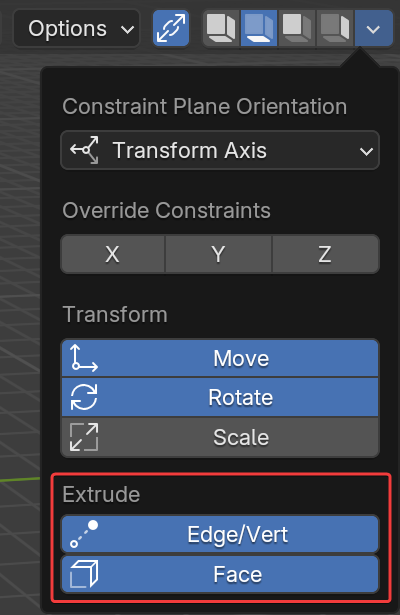 Options
Constraint Plane Orientation
Transform Axis
Override Constraints
X Y Z
Transform
Move
Rotate
Scale
Extrude
Edge/Vert
Face